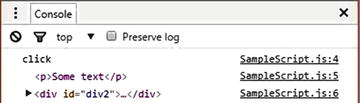 Console
top Preserve log
click SampleScript.js:4
<p>Some text</p> SampleScript.js:5
<div id="div2">…</div> SampleScript.js:6